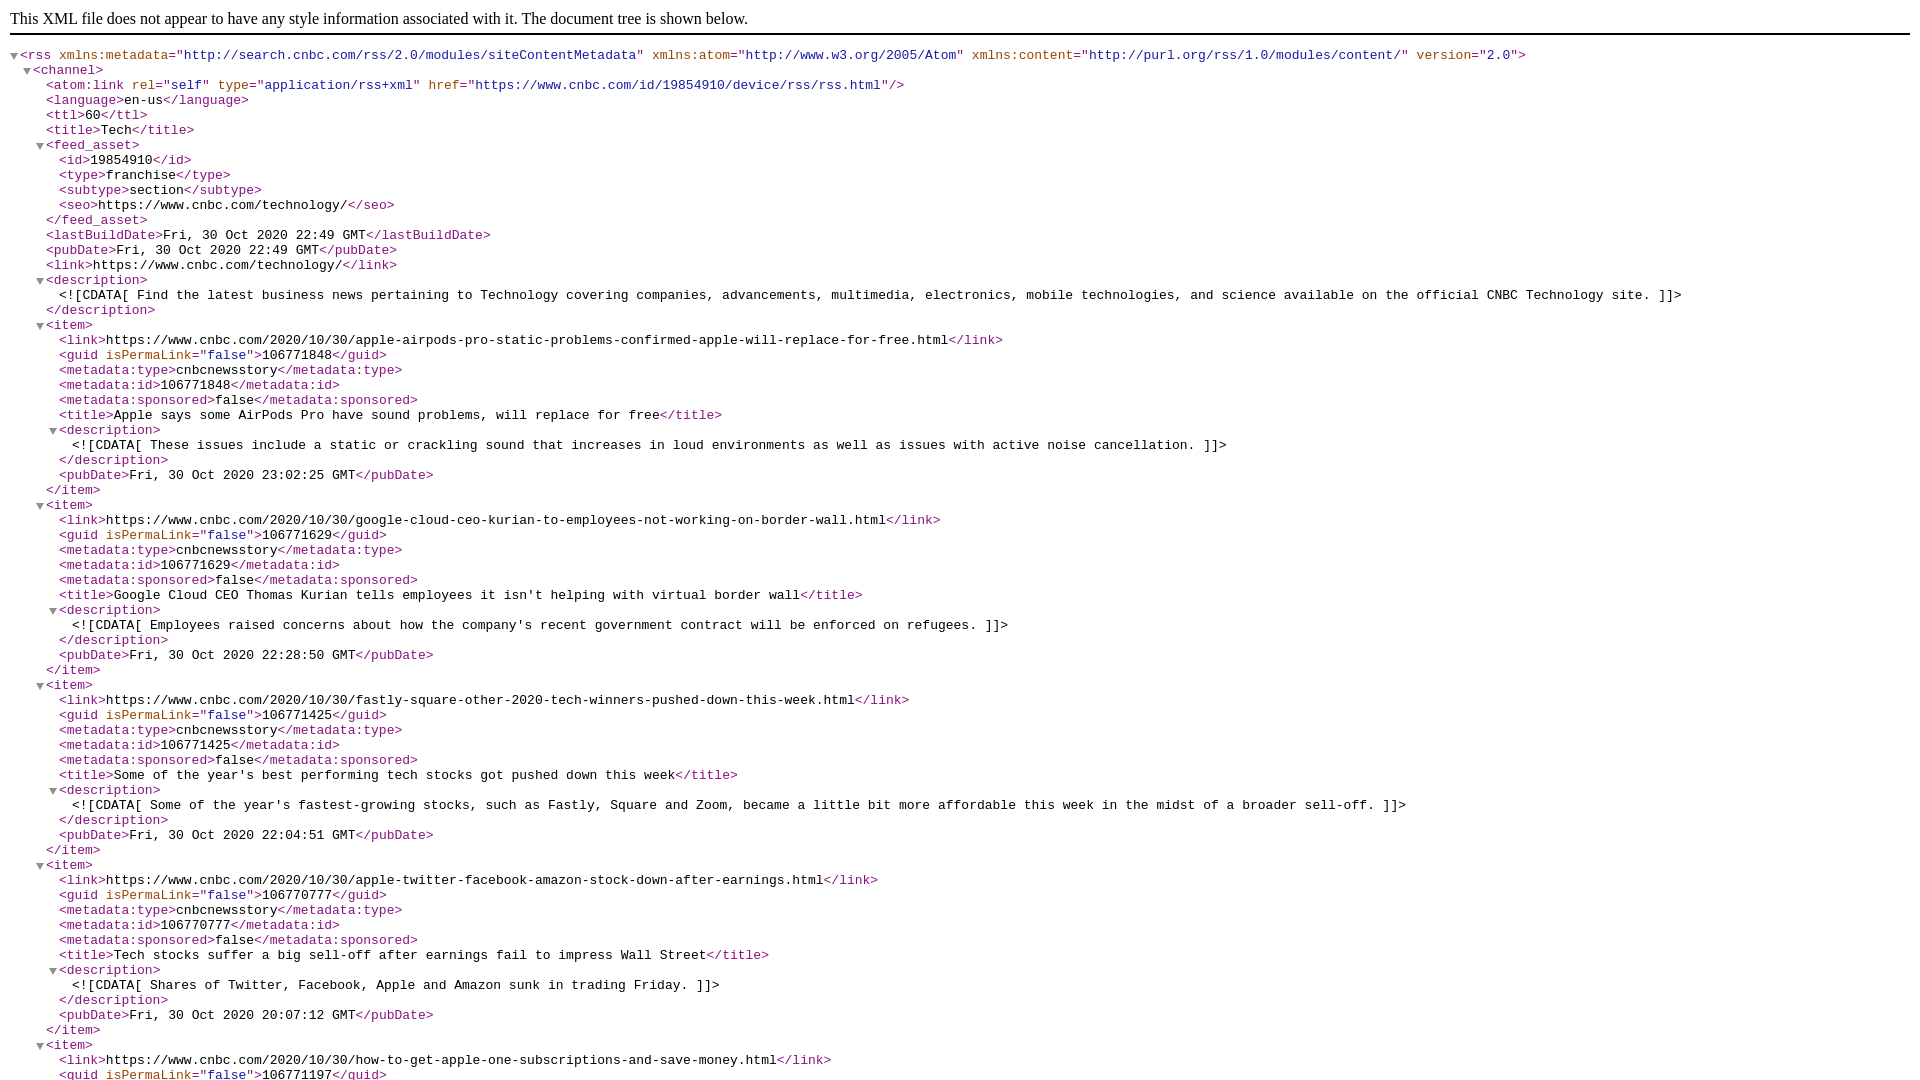 This XML file does not appear to have any style information associated with it. The document tree is shown below.
<rss xmlns:metadata="http://search.cnbc.com/rss/2.0/modules/siteContentMetadata" xmlns:atom="http://www.w3.org/2005/Atom" xmlns:content="http://purl.org/rss/1.0/modules/content/" version="2.0">
<channel>
<atom:link rel="self" type="application/rss+xml" href="https://www.cnbc.com/id/19854910/device/rss/rss.html"/>
<language>en-us</language>
<ttl>60</ttl>
<title>Tech</title>
<feed_asset>
<id>19854910</id>
<type>franchise</type>
<subtype>section</subtype>
<seo>https://www.cnbc.com/technology/</seo>
</feed_asset>
<lastBuildDate>Fri, 30 Oct 2020 22:49 GMT</lastBuildDate>
<pubDate>Fri, 30 Oct 2020 22:49 GMT</pubDate>
<link>https://www.cnbc.com/technology/</link>
<description>
<![CDATA[ Find the latest business news pertaining to Technology covering companies, advancements, multimedia, electronics, mobile technologies, and science available on the official CNBC Technology site. ]]>
</description>
<item>
<link>https://www.cnbc.com/2020/10/30/apple-airpods-pro-static-problems-confirmed-apple-will-replace-for-free.html</link>
<guid isPermaLink="false">106771848</guid>
<metadata:type>cnbcnewsstory</metadata:type>
<metadata:id>106771848</metadata:id>
<metadata:sponsored>false</metadata:sponsored>
<title>Apple says some AirPods Pro have sound problems, will replace for free</title>
<description>
<![CDATA[ These issues include a static or crackling sound that increases in loud environments as well as issues with active noise cancellation. ]]>
</description>
<pubDate>Fri, 30 Oct 2020 23:02:25 GMT</pubDate>
</item>
<item>
<link>https://www.cnbc.com/2020/10/30/google-cloud-ceo-kurian-to-employees-not-working-on-border-wall.html</link>
<guid isPermaLink="false">106771629</guid>
<metadata:type>cnbcnewsstory</metadata:type>
<metadata:id>106771629</metadata:id>
<metadata:sponsored>false</metadata:sponsored>
<title>Google Cloud CEO Thomas Kurian tells employees it isn't helping with virtual border wall</title>
<description>
<![CDATA[ Employees raised concerns about how the company's recent government contract will be enforced on refugees. ]]>
</description>
<pubDate>Fri, 30 Oct 2020 22:28:50 GMT</pubDate>
</item>
<item>
<link>https://www.cnbc.com/2020/10/30/fastly-square-other-2020-tech-winners-pushed-down-this-week.html</link>
<guid isPermaLink="false">106771425</guid>
<metadata:type>cnbcnewsstory</metadata:type>
<metadata:id>106771425</metadata:id>
<metadata:sponsored>false</metadata:sponsored>
<title>Some of the year's best performing tech stocks got pushed down this week</title>
<description>
<![CDATA[ Some of the year's fastest-growing stocks, such as Fastly, Square and Zoom, became a little bit more affordable this week in the midst of a broader sell-off. ]]>
</description>
<pubDate>Fri, 30 Oct 2020 22:04:51 GMT</pubDate>
</item>
<item>
<link>https://www.cnbc.com/2020/10/30/apple-twitter-facebook-amazon-stock-down-after-earnings.html</link>
<guid isPermaLink="false">106770777</guid>
<metadata:type>cnbcnewsstory</metadata:type>
<metadata:id>106770777</metadata:id>
<metadata:sponsored>false</metadata:sponsored>
<title>Tech stocks suffer a big sell-off after earnings fail to impress Wall Street</title>
<description>
<![CDATA[ Shares of Twitter, Facebook, Apple and Amazon sunk in trading Friday. ]]>
</description>
<pubDate>Fri, 30 Oct 2020 20:07:12 GMT</pubDate>
</item>
<item>
<link>https://www.cnbc.com/2020/10/30/how-to-get-apple-one-subscriptions-and-save-money.html</link>
<guid isPermaLink="false">106771197</guid>